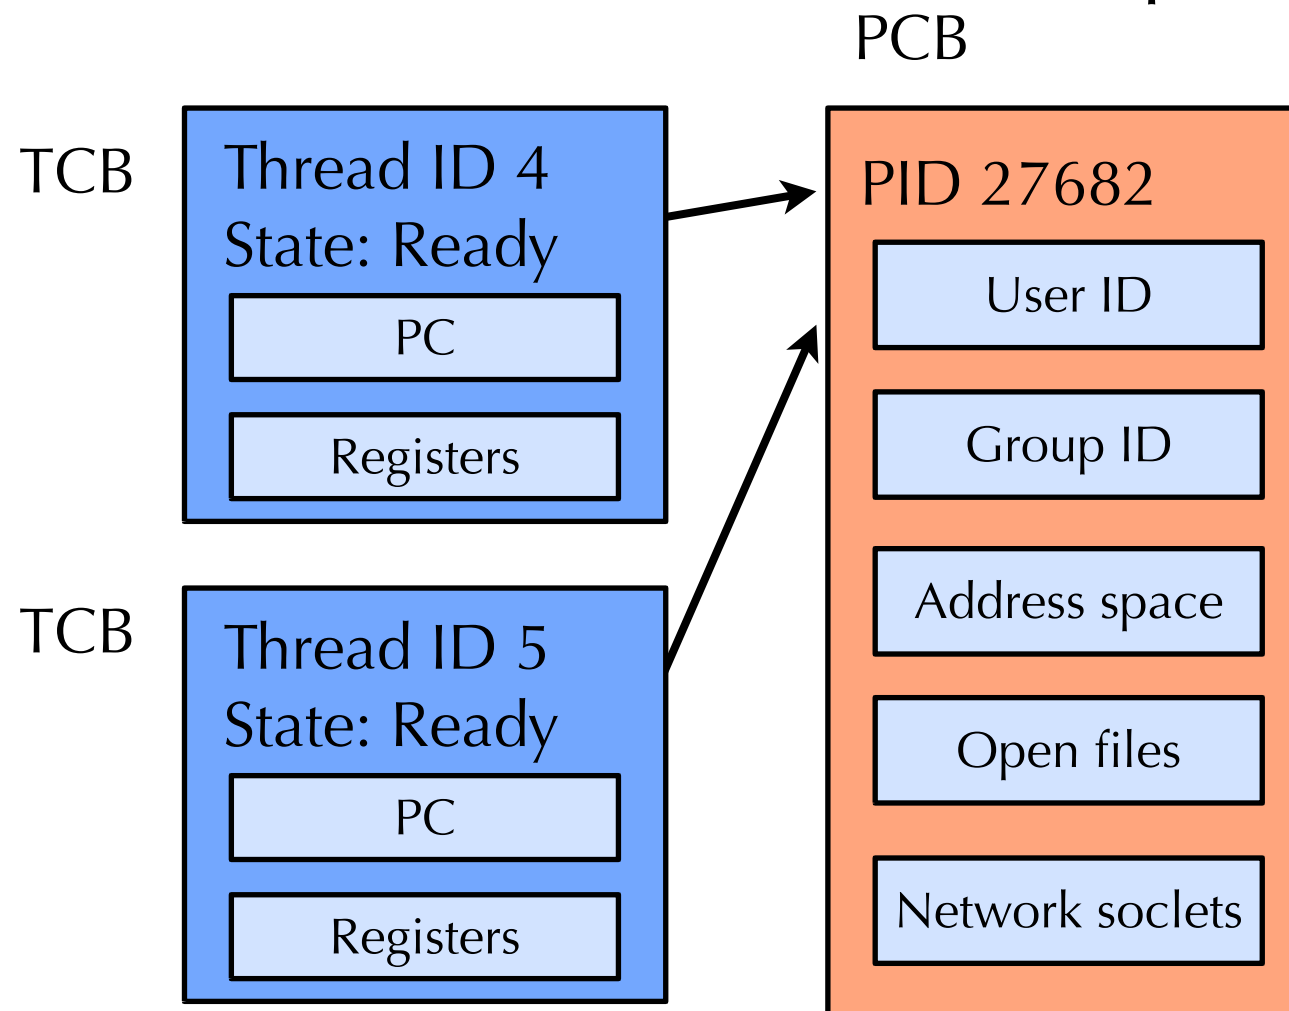 PCB
TCB
Thread ID 4
State: Ready
PC
Registers
TCB
Thread ID 5
State: Ready
PC
Registers
PID 27682
User ID
Group ID
Address space
Open files
Network soclets